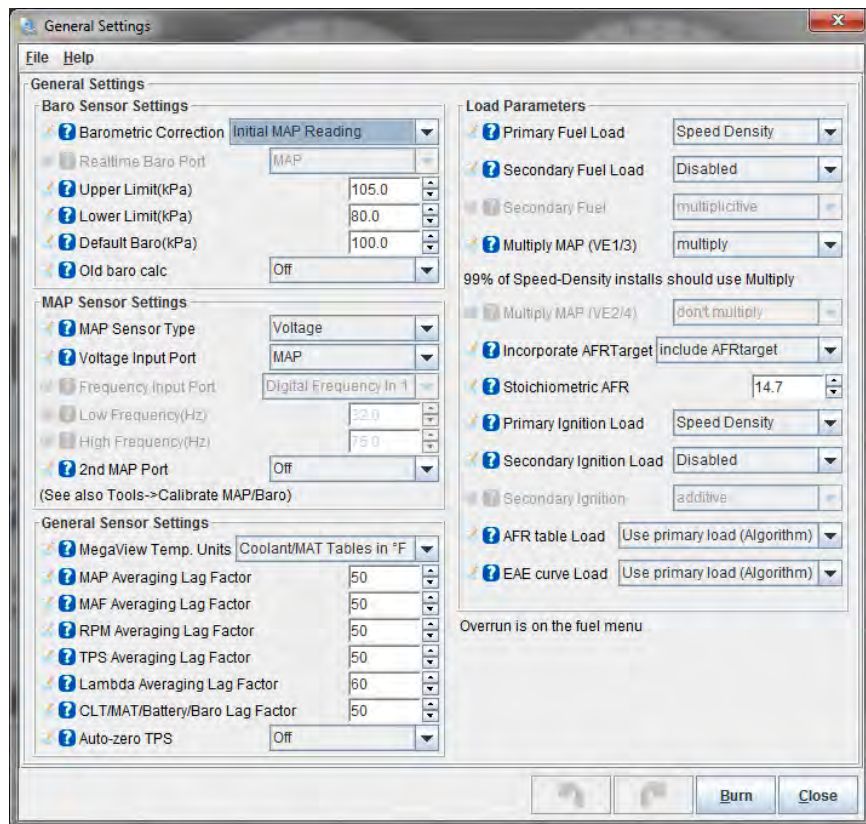 General Settings
File Help
General Settings
Baro Sensor Settings
Barometric Correction Initial MAP Reading
Realtime Baro Port MAP
Upper Limit(kPa) 105.0
Lower Limit(kPa) 80.0
Default Baro(kPa) 100.0
Old baro calc Off
MAP Sensor Settings
MAP Sensor Type Voltage
Voltage Input Port MAP
Frequency Input Port Digital Frequency In 1
Low Frequency(Hz) 32.0
High Frequency(Hz) 75.0
2nd MAP Port Off
(See also Tools->Calibrate MAP/Baro)
General Sensor Settings
MegaView Temp. Units Coolant/MAT Tables in °F
MAP Averaging Lag Factor 50
MAF Averaging Lag Factor 50
RPM Averaging Lag Factor 50
TPS Averaging Lag Factor 50
Lambda Averaging Lag Factor 60
CLT/MAT/Battery/Baro Lag Factor 50
Auto-zero TPS Off
Load Parameters
Primary Fuel Load Speed Density
Secondary Fuel Load Disabled
Secondary Fuel multiplicitive
Multiply MAP (VE1/3) multiply
99% of Speed-Density installs should use Multiply
Multiply MAP (VE2/4) don't multiply
Incorporate AFRTarget include AFRtarget
Stoichiometric AFR 14.7
Primary Ignition Load Speed Density
Secondary Ignition Load Disabled
Secondary Ignition additive
AFR table Load Use primary load (Algorithm)
EAE curve Load Use primary load (Algorithm)
Overrun is on the fuel menu
Burn Close